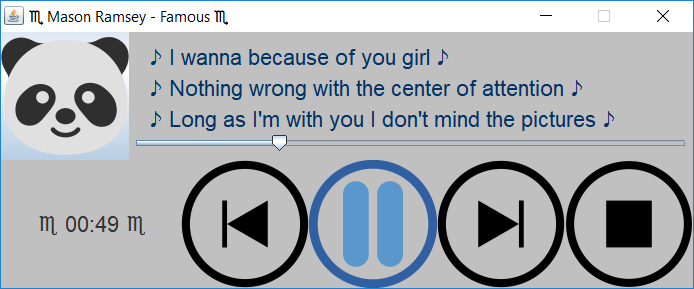 ♏ Mason Ramsey - Famous ♏
♪ I wanna because of you girl ♪
♪ Nothing wrong with the center of attention ♪
♪ Long as I'm with you I don't mind the pictures ♪
♏ 00:49 ♏